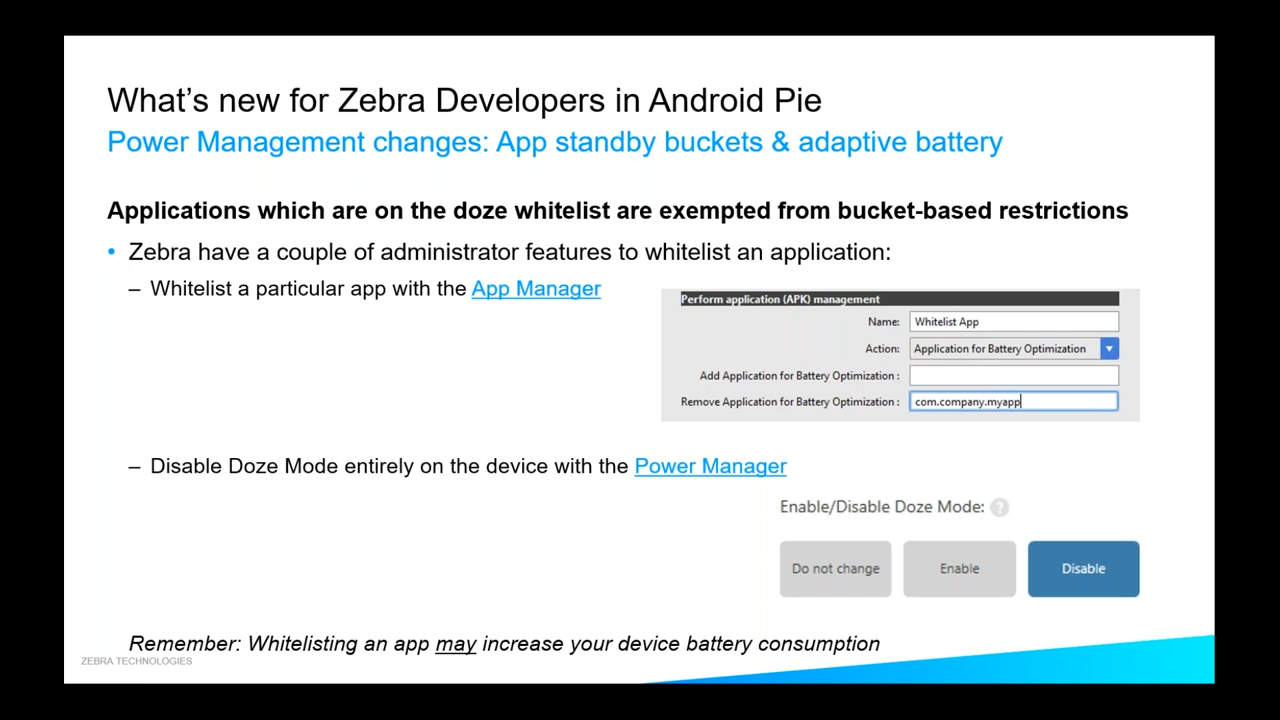 What's new for Zebra Developers in Android Pie
Power Management changes: App standby buckets & adaptive battery
Applications which are on the doze whitelist are exempted from bucket-based restrictions
• Zebra have a couple of administrator features to whitelist an application:
– Whitelist a particular app with the App Manager
Perform application (APK) management
Name: Whitelist App
Action: Application for Battery Optimization
Add Application for Battery Optimization :
Remove Application for Battery Optimization : com.company.myapp
– Disable Doze Mode entirely on the device with the Power Manager
Enable/Disable Doze Mode: ?
Do not change Enable Disable
Remember: Whitelisting an app may increase your device battery consumption
ZEBRA TECHNOLOGIES